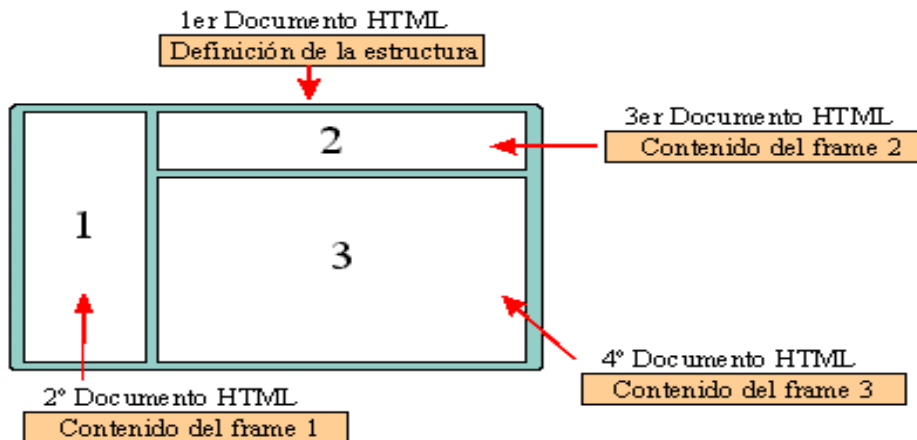 1er Documento HTML
Definición de la estructura
3er Documento HTML
Contenido del frame 2
2
1
3
4º Documento HTML
Contenido del frame 3
2º Documento HTML
Contenido del frame 1